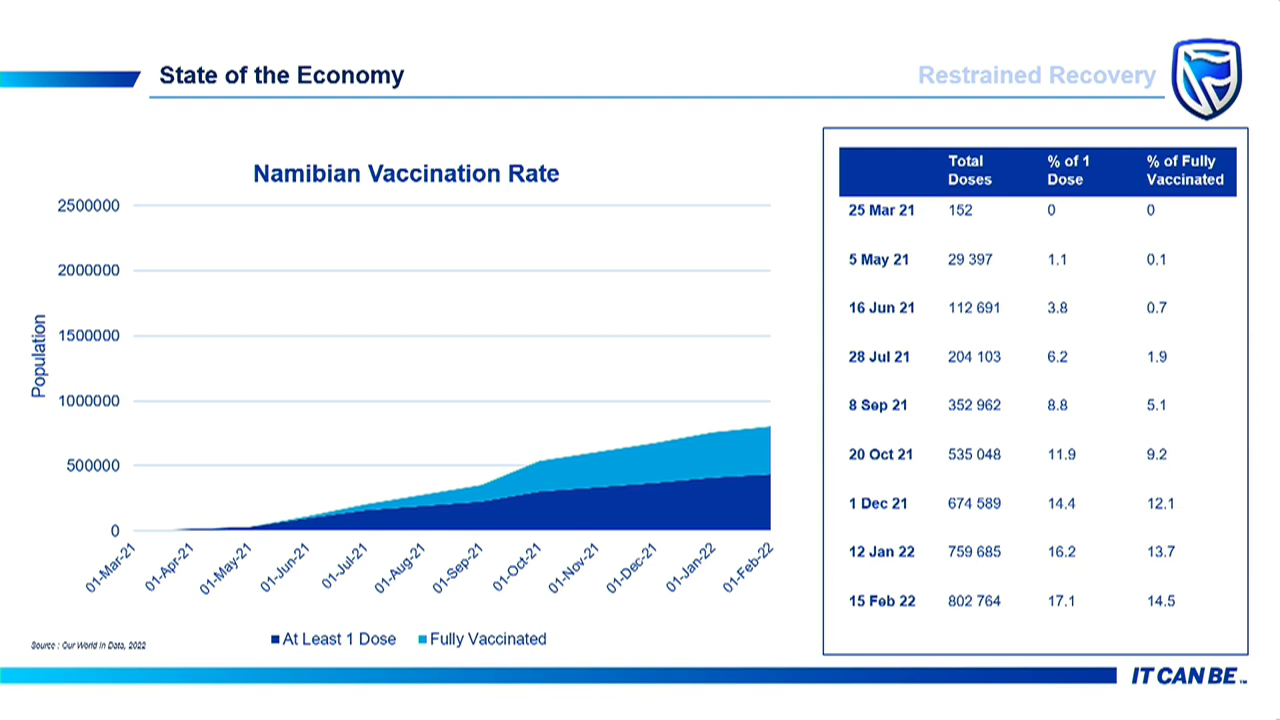 State of the Economy
Restrained Recovery
Namibian Vaccination Rate
2500000
2000000
1500000
1000000
500000
0
Population
01-Mar-21
01-Apr-21
01-May-21
01-Jun-21
01-Jul-21
01-Aug-21
01-Sep-21
01-Oct-21
01-Nov-21
01-Dec-21
01-Jan-22
01-Feb-22
At Least 1 Dose
Fully Vaccinated
Source : Our World In Data, 2022
Total Doses % of 1 Dose % of Fully Vaccinated
25 Mar 21 152 0 0
5 May 21 29 397 1.1 0.1
16 Jun 21 112 691 3.8 0.7
28 Jul 21 204 103 6.2 1.9
8 Sep 21 352 962 8.8 5.1
20 Oct 21 535 048 11.9 9.2
1 Dec 21 674 589 14.4 12.1
12 Jan 22 759 685 16.2 13.7
15 Feb 22 802 764 17.1 14.5
IT CAN BE